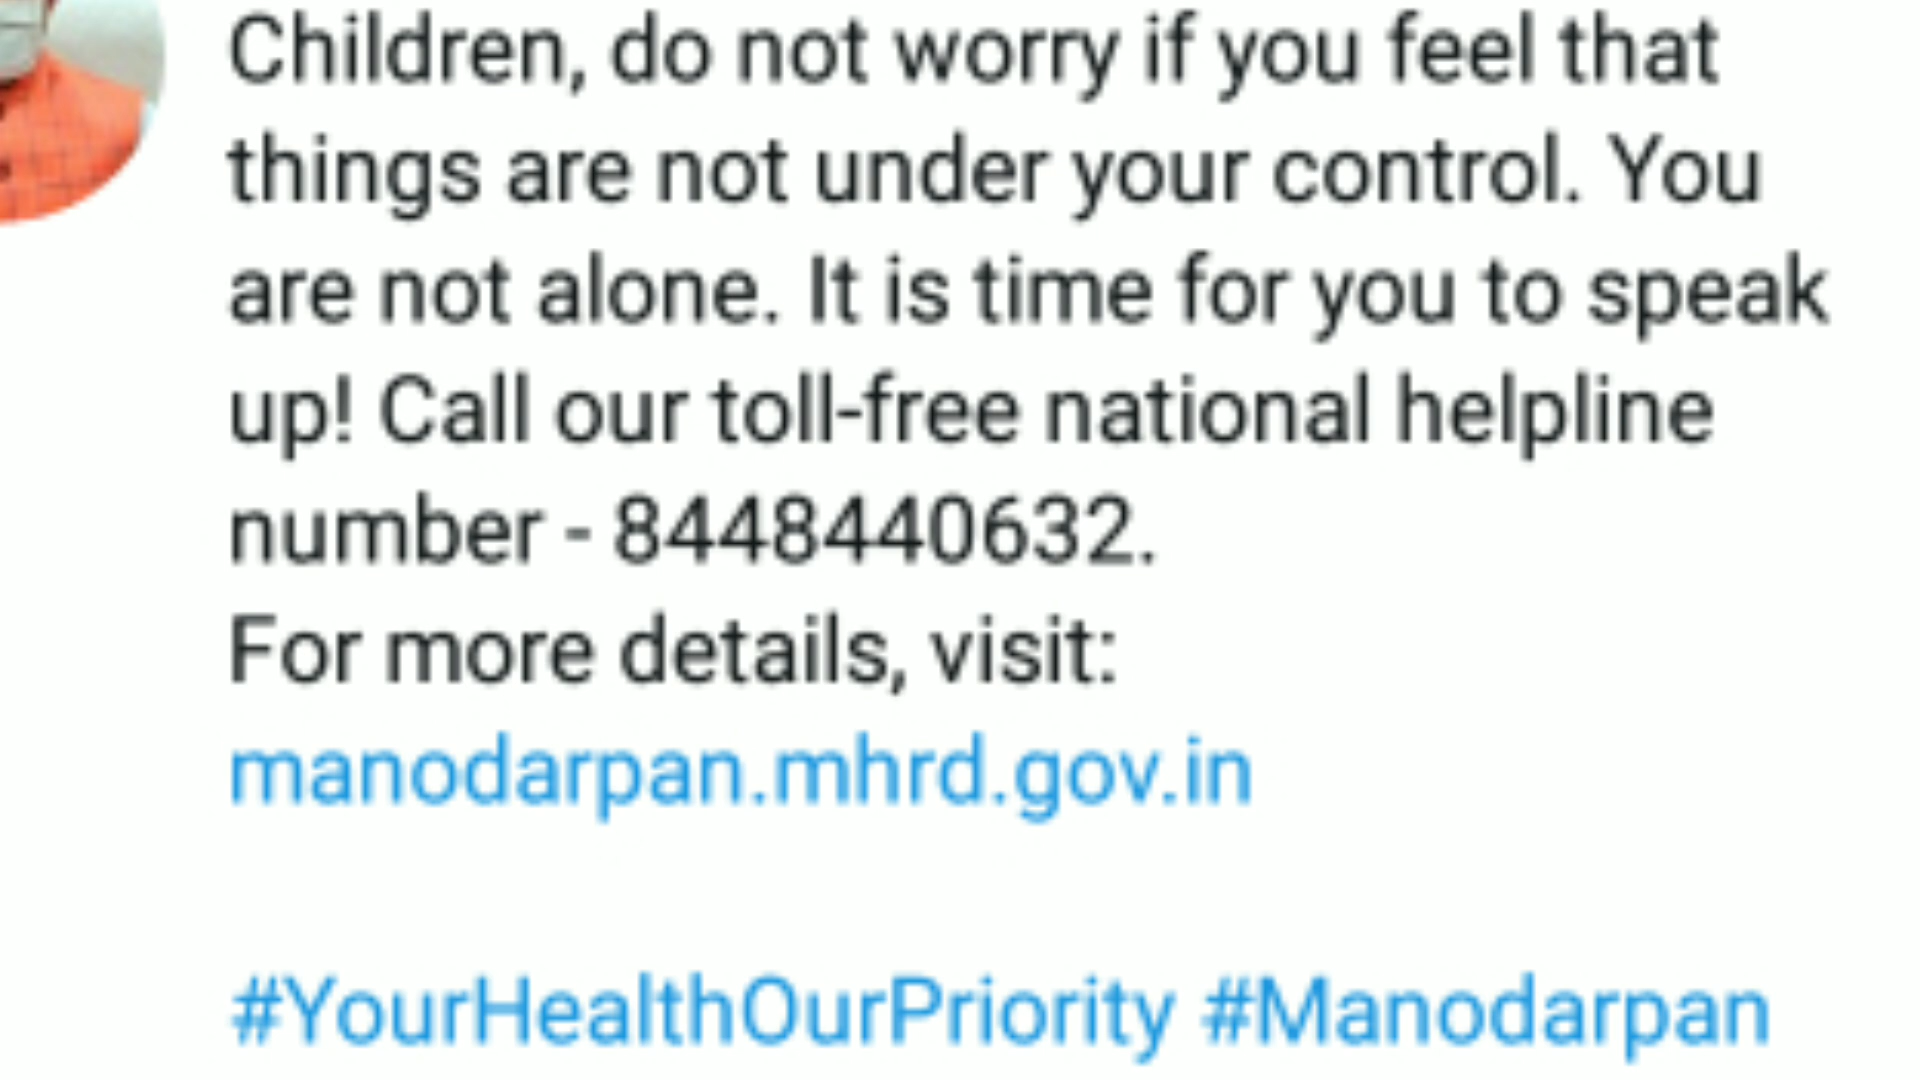 Children, do not worry if you feel that
things are not under your control. You
are not alone. It is time for you to speak
up! Call our toll-free national helpline
number - 8448440632.
For more details, visit:
manodarpan.mhrd.gov.in
#YourHealthOurPriority #Manodarpan